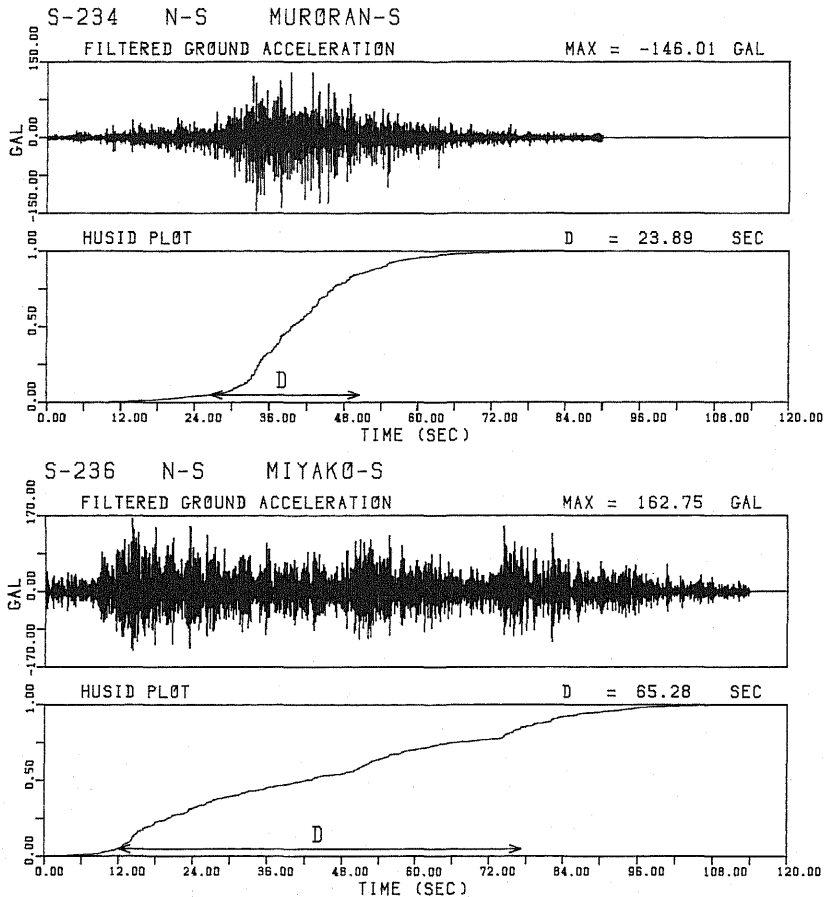 S-234 N-S MURØRAN-S
FILTERED GRØUND ACCELERATIØN MAX = -146.01 GAL
150.00
0.00
-150.00
GAL
HUSID PLØT D = 23.89 SEC
1.00
0.50
0.00
D
0.00 12.00 24.00 36.00 48.00 60.00 72.00 84.00 96.00 108.00 120.00
TIME (SEC)
S-236 N-S MIYAKØ-S
FILTERED GRØUND ACCELERATIØN MAX = 162.75 GAL
170.00
0.00
-170.00
GAL
HUSID PLØT D = 65.28 SEC
1.00
0.50
0.00
D
0.00 12.00 24.00 36.00 48.00 60.00 72.00 84.00 96.00 108.00 120.00
TIME (SEC)